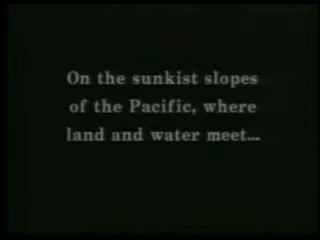 On the sunkist slopes
of the Pacific, where
land and water meet...